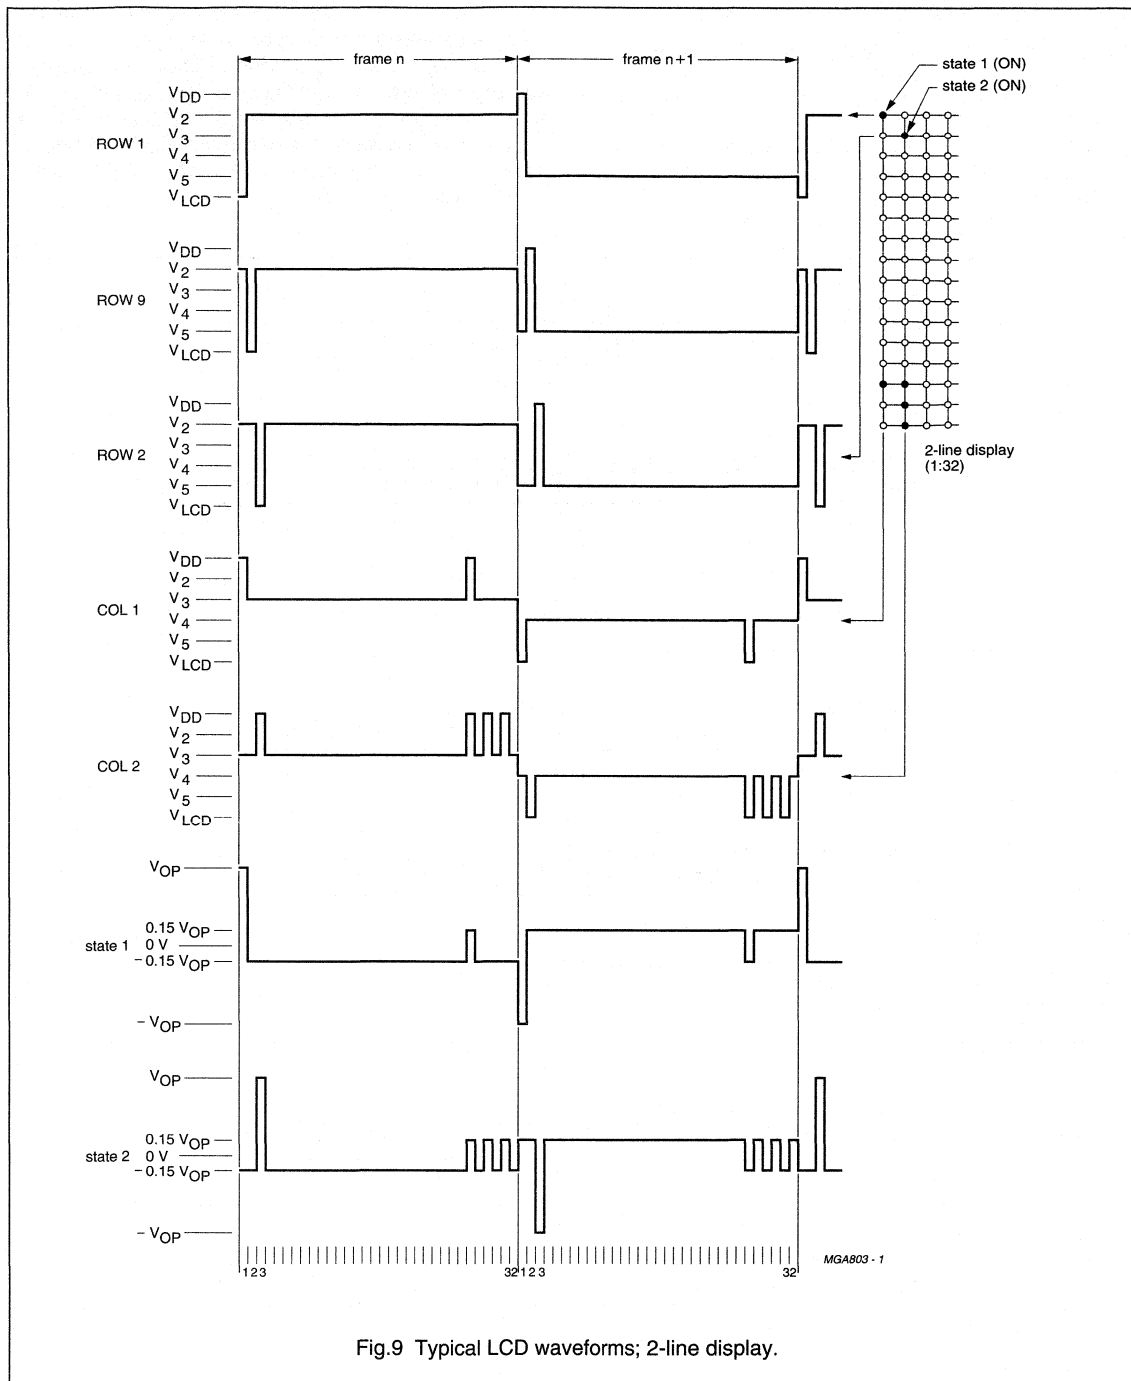 frame n
frame n+1
state 1 (ON)
state 2 (ON)
ROW 1
VDD
V2
V3
V4
V5
VLCD
ROW 9
VDD
V2
V3
V4
V5
VLCD
ROW 2
VDD
V2
V3
V4
V5
VLCD
2-line display
(1:32)
COL 1
VDD
V2
V3
V4
V5
VLCD
COL 2
VDD
V2
V3
V4
V5
VLCD
state 1
VOP
0.15 VOP
0 V
– 0.15 VOP
– VOP
state 2
VOP
0.15 VOP
0 V
– 0.15 VOP
– VOP
1 2 3 32 1 2 3 32
MGA803 - 1
Fig.9 Typical LCD waveforms; 2-line display.